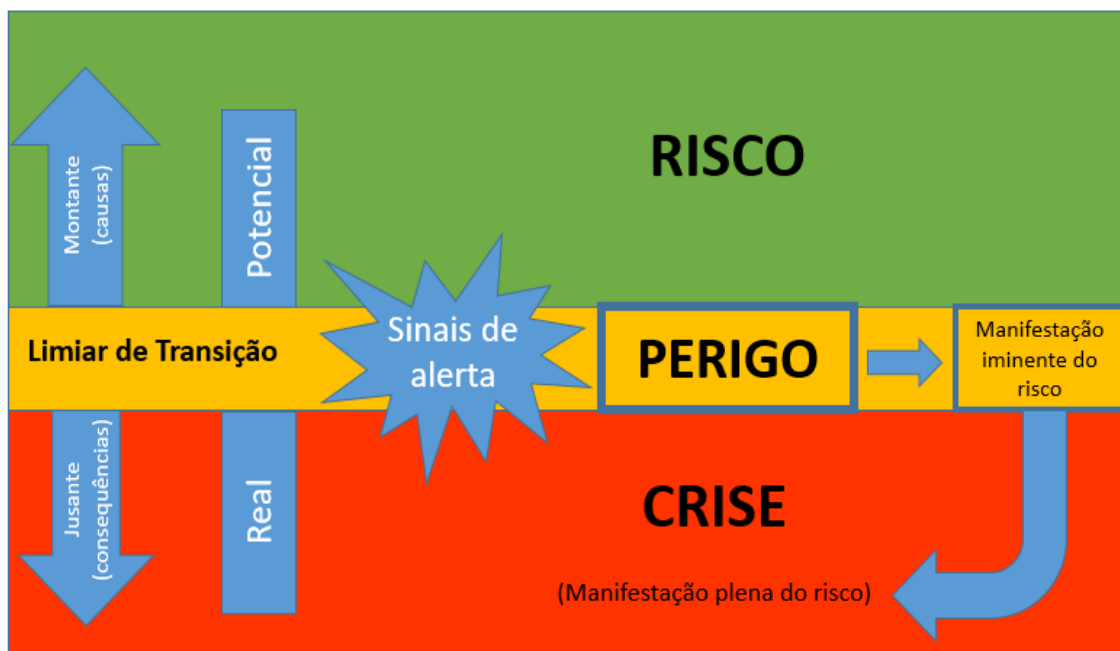 RISCO
Montante
(causas)
Potencial
Limiar de Transição
Sinais de
alerta
PERIGO
Manifestação
iminente do
risco
Jusante
(consequências)
Real
CRISE
(Manifestação plena do risco)